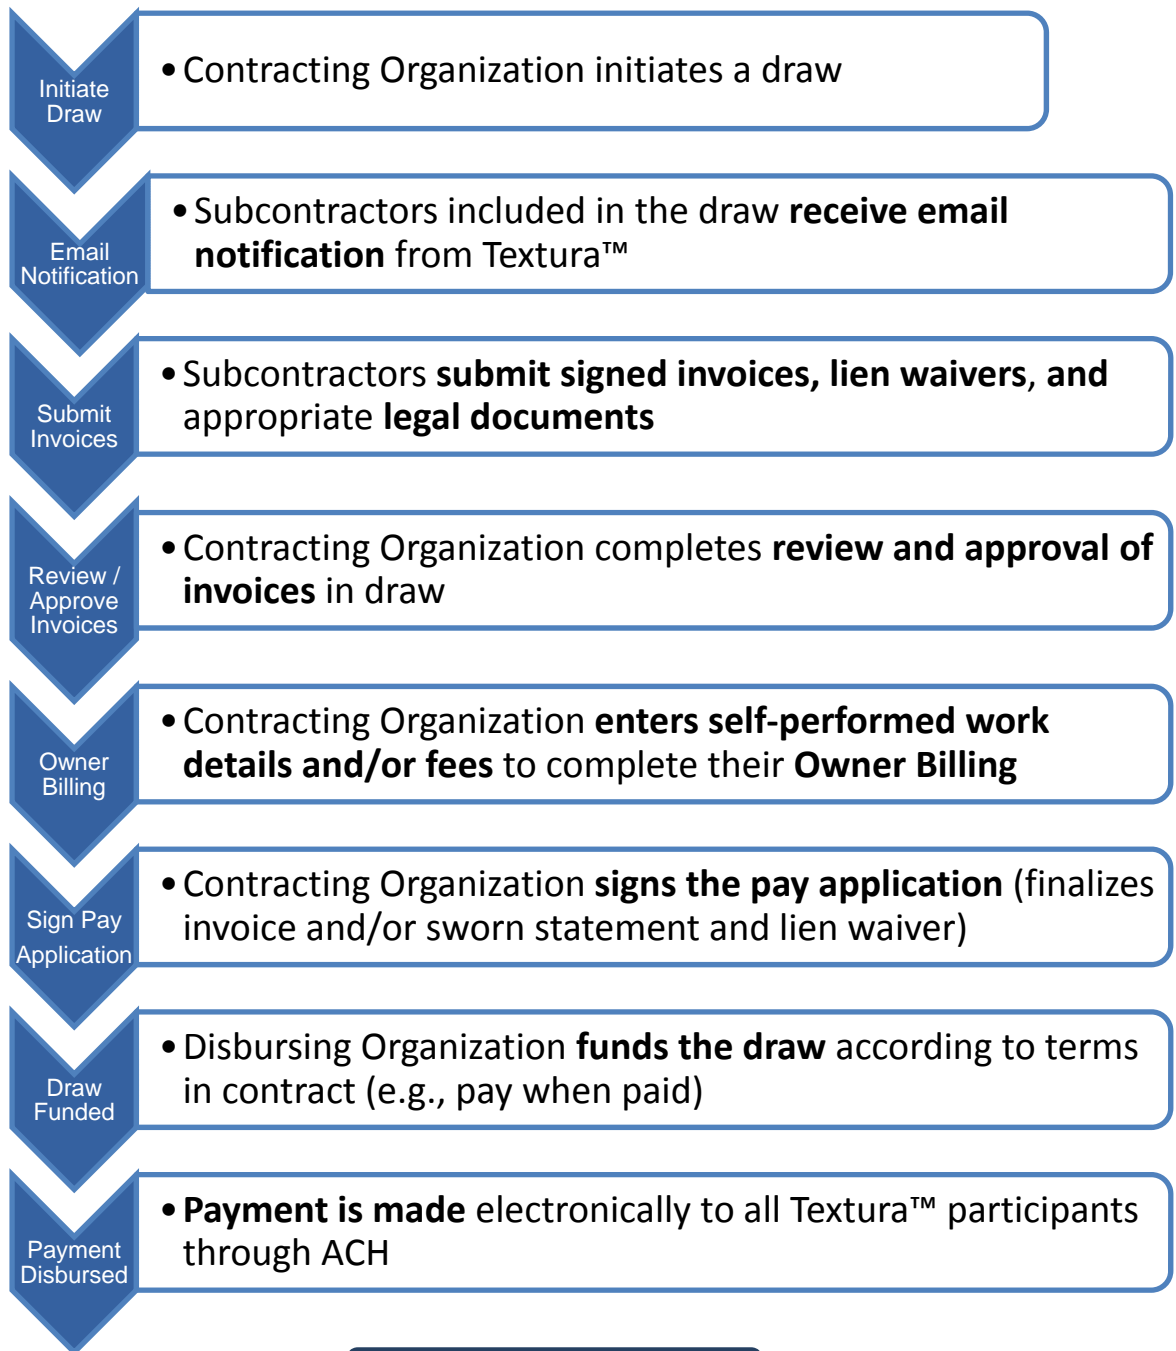 Initiate
Draw
•Contracting Organization initiates a draw
Email
Notification
•Subcontractors included in the draw receive email
notification from Textura™
Submit
Invoices
•Subcontractors submit signed invoices, lien waivers, and
appropriate legal documents
Review /
Approve
Invoices
•Contracting Organization completes review and approval of
invoices in draw
Owner
Billing
•Contracting Organization enters self-performed work
details and/or fees to complete their Owner Billing
Sign Pay
Application
•Contracting Organization signs the pay application (finalizes
invoice and/or sworn statement and lien waiver)
Draw
Funded
•Disbursing Organization funds the draw according to terms
in contract (e.g., pay when paid)
Payment
Disbursed
•Payment is made electronically to all Textura™ participants
through ACH